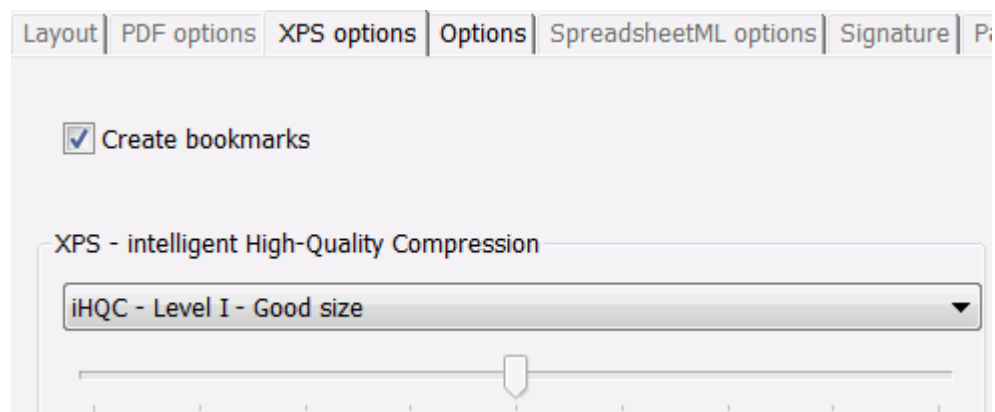 Layout PDF options XPS options Options SpreadsheetML options Signature
Create bookmarks
XPS - intelligent High-Quality Compression
iHQC - Level I - Good size